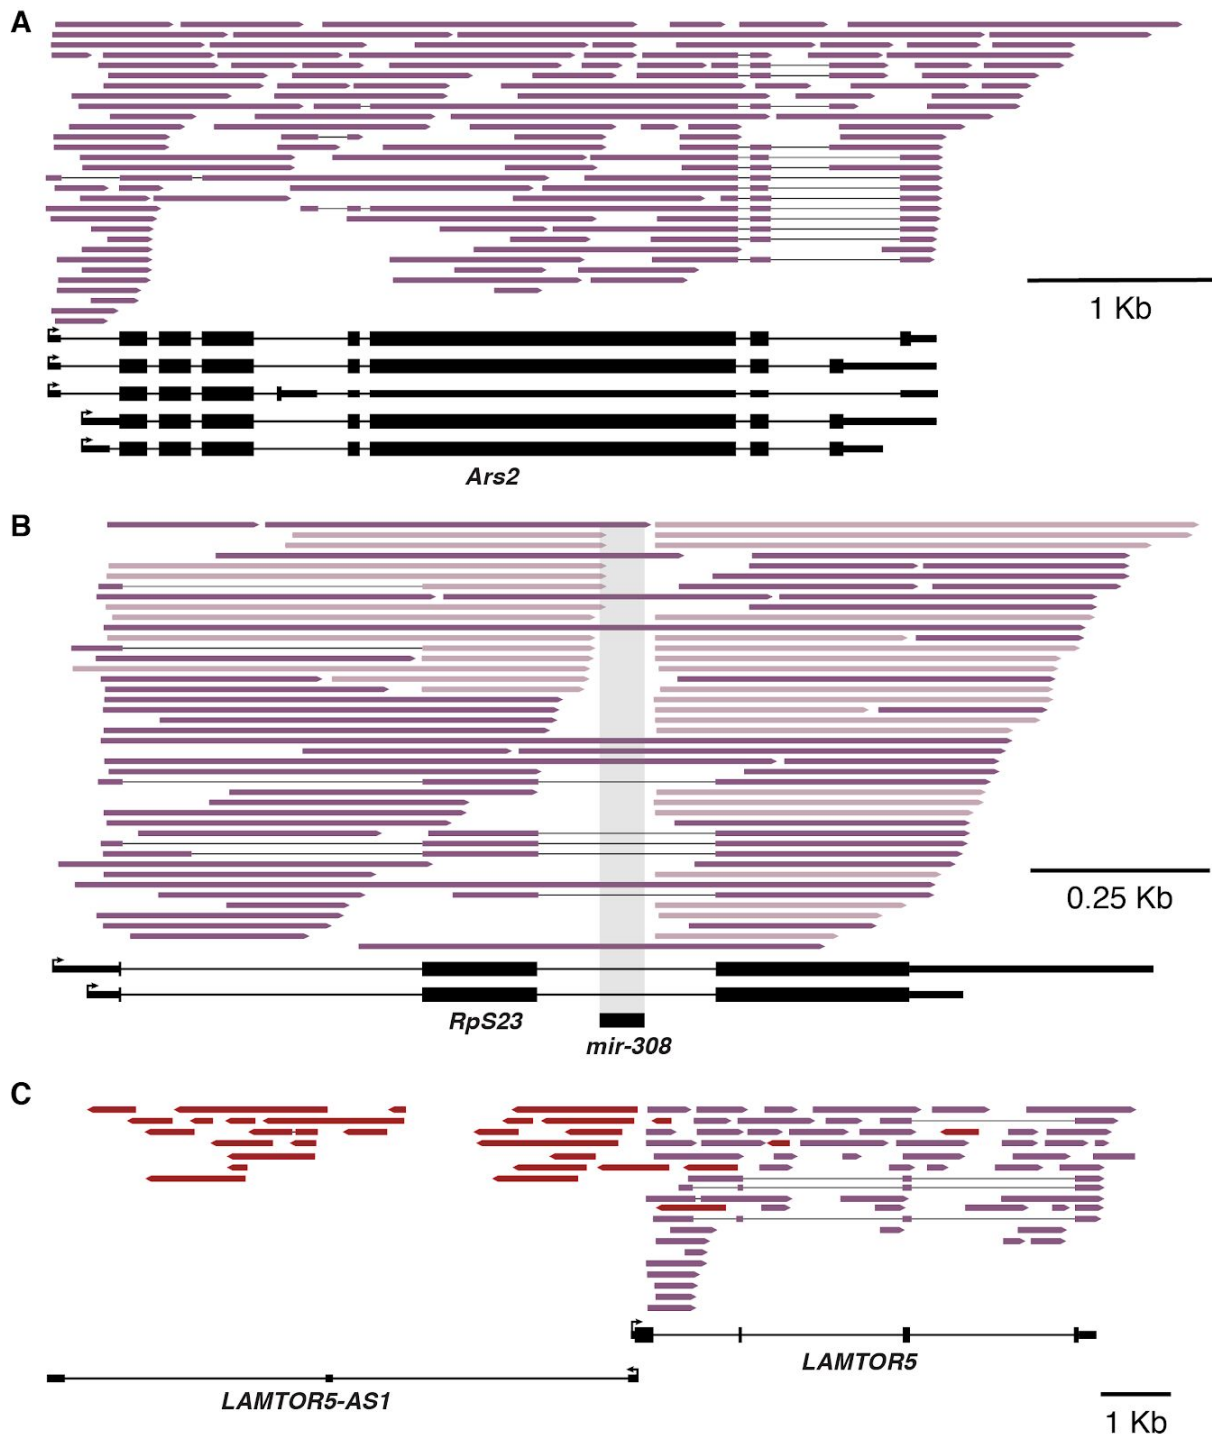 A
1 Kb
Ars2
B
0.25 Kb
RpS23
mir-308
C
LAMTOR5
LAMTOR5-AS1
1 Kb